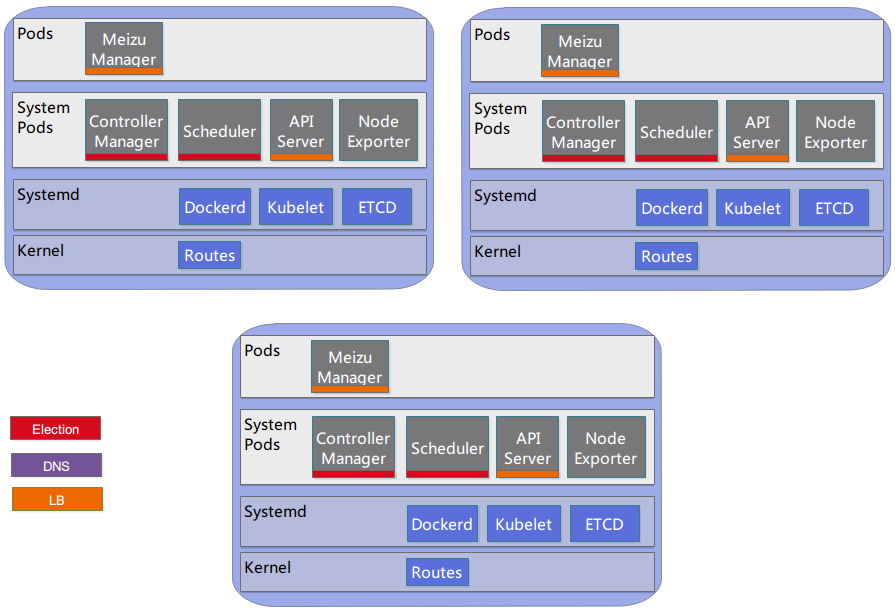 Pods
Meizu
Manager
System
Pods
Controller
Manager
Scheduler
API
Server
Node
Exporter
Systemd
Dockerd
Kubelet
ETCD
Kernel
Routes
Pods
Meizu
Manager
System
Pods
Controller
Manager
Scheduler
API
Server
Node
Exporter
Systemd
Dockerd
Kubelet
ETCD
Kernel
Routes
Pods
Meizu
Manager
System
Pods
Controller
Manager
Scheduler
API
Server
Node
Exporter
Systemd
Dockerd
Kubelet
ETCD
Kernel
Routes
Election
DNS
LB